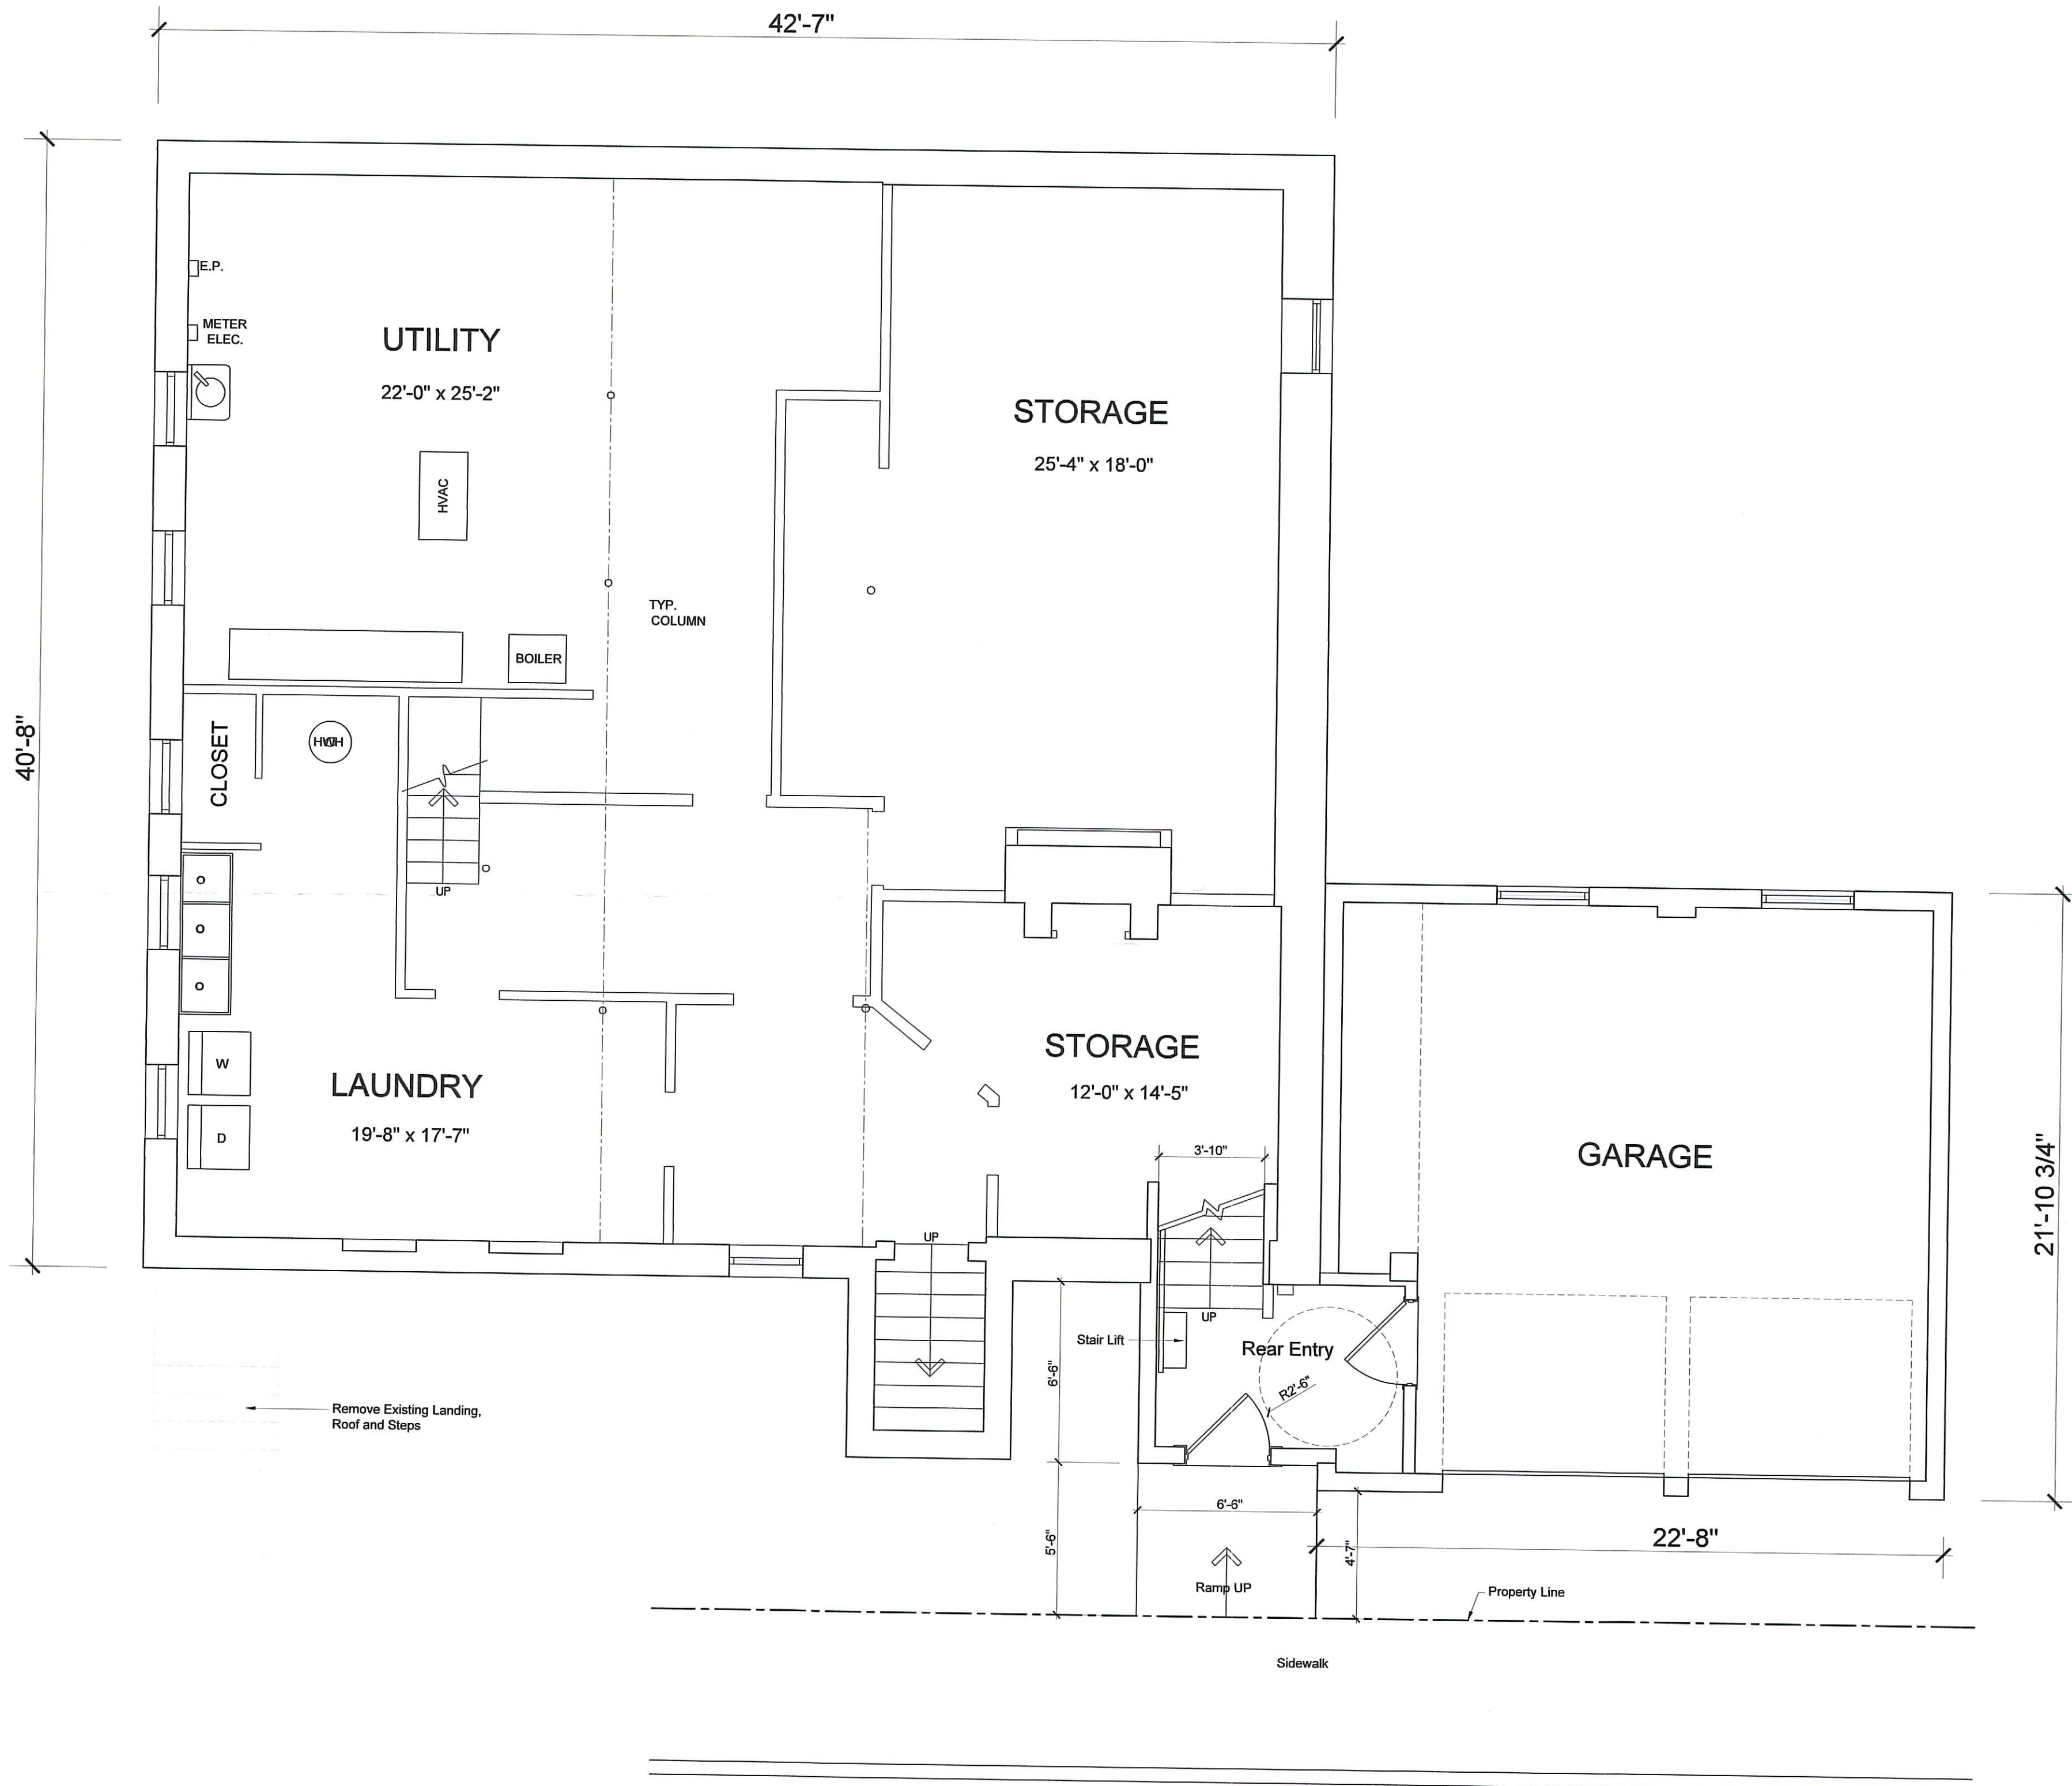 42'-7"
E.P.
METER
ELEC.
UTILITY
22'-0" x 25'-2"
STORAGE
25'-4" x 18'-0"
HVAC
TYP.
COLUMN
BOILER
40'-8"
CLOSET
UP
W
LAUNDRY
19'-8" x 17'-7"
D
STORAGE
12'-0" x 14'-5"
3'-10"
GARAGE
21'-10 3/4"
UP
UP
Stair Lift
Rear Entry
R2'-6"
6'-6"
Remove Existing Landing,
Roof and Steps
6'-6"
5'-6"
4'-7"
22'-8"
Ramp UP
Property Line
Sidewalk